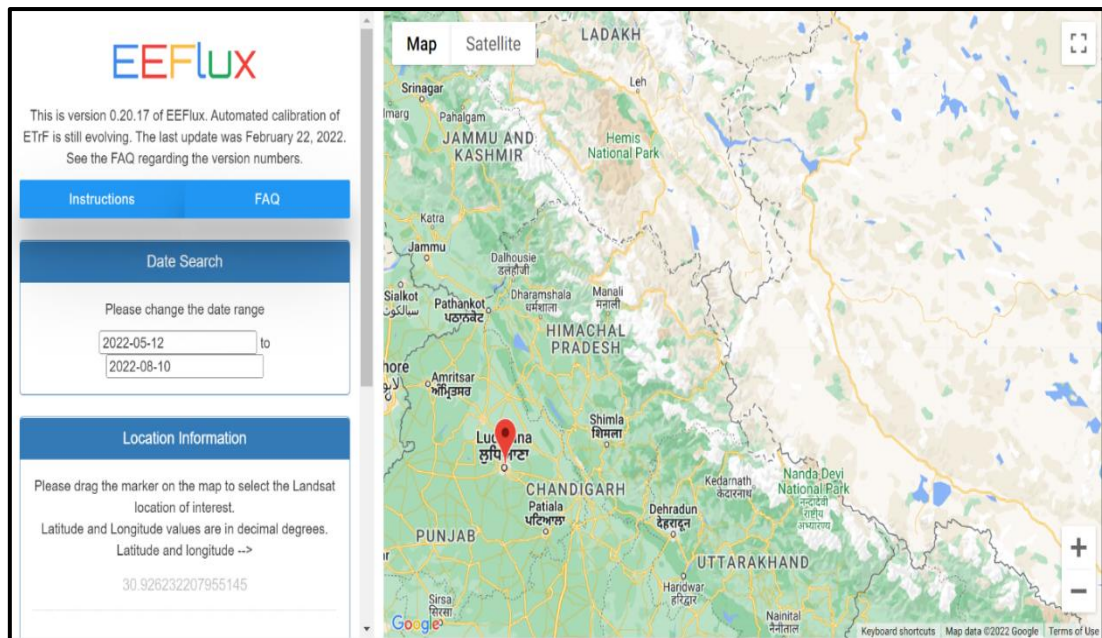 EEFlux
This is version 0.20.17 of EEFlux. Automated calibration of
ETrF is still evolving. The last update was February 22, 2022.
See the FAQ regarding the version numbers.
Instructions
FAQ
Date Search
Please change the date range
2022-05-12 to
2022-08-10
Location Information
Please drag the marker on the map to select the Landsat
location of interest.
Latitude and Longitude values are in decimal degrees.
Latitude and longitude -->
30.926232207955145
Map
Satellite
LADAKH
Leh
Srinagar
Pahalgam
JAMMU AND
KASHMIR
Hemis
National Park
Katra
Jammu
Dalhousie
डलहौजी
Sialkot
سیالکوٹ
Pathankot
ਪਠਾਨਕੋਟ
Dharamshala
धर्मशाला
Manali
मनाली
HIMACHAL
PRADESH
Amritsar
ਅੰਮ੍ਰਿਤਸਰ
Shimla
शिमला
CHANDIGARH
Patiala
ਪਟਿਆਲਾ
Dehradun
देहरादून
Kedarnath
केदारनाथ
Nanda Devi
National Park
नन्दादेवी
राष्ट्रीय
अभ्यारण्य
PUNJAB
UTTARAKHAND
Haridwar
हरिद्वार
Sirsa
सिरसा
Nainital
नैनीताल
Google
Keyboard shortcuts
Map data ©2022 Google
Terms of Use